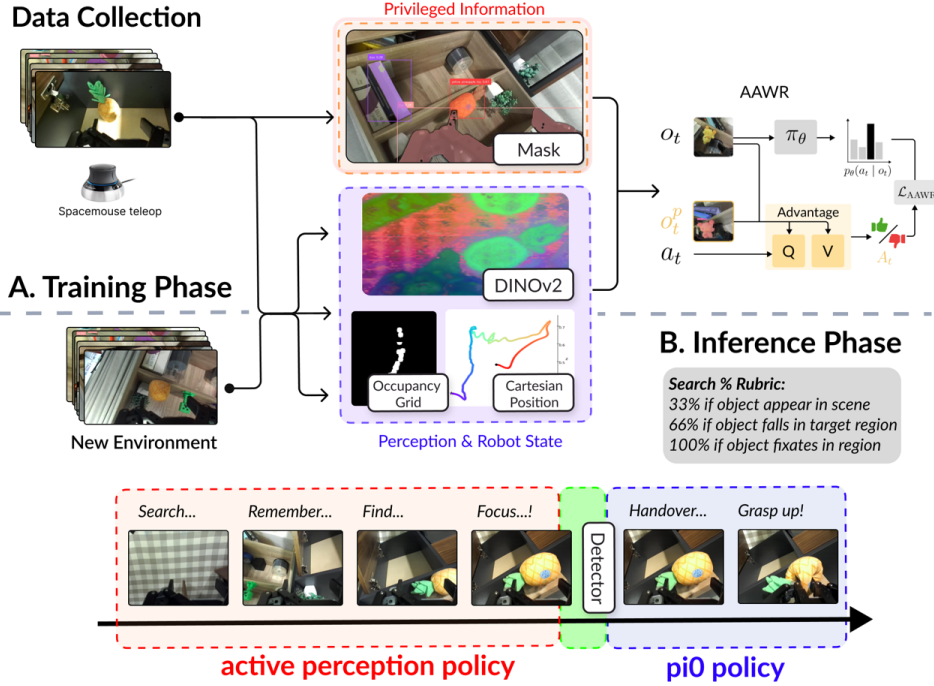 Data Collection
Spacemouse teleop
A. Training Phase
New Environment
Privileged Information
Mask
DINOv2
Occupancy
Grid
Cartesian
Position
Perception & Robot State
AAWR
o_t
π_θ
p_θ(a_t | o_t)
L_AAWR
o_t^p
Advantage
a_t
Q
V
A_t
B. Inference Phase
Search % Rubric:
33% if object appear in scene
66% if object falls in target region
100% if object fixates in region
Search...
Remember...
Find...
Focus...!
Detector
Handover...
Grasp up!
active perception policy
pi0 policy